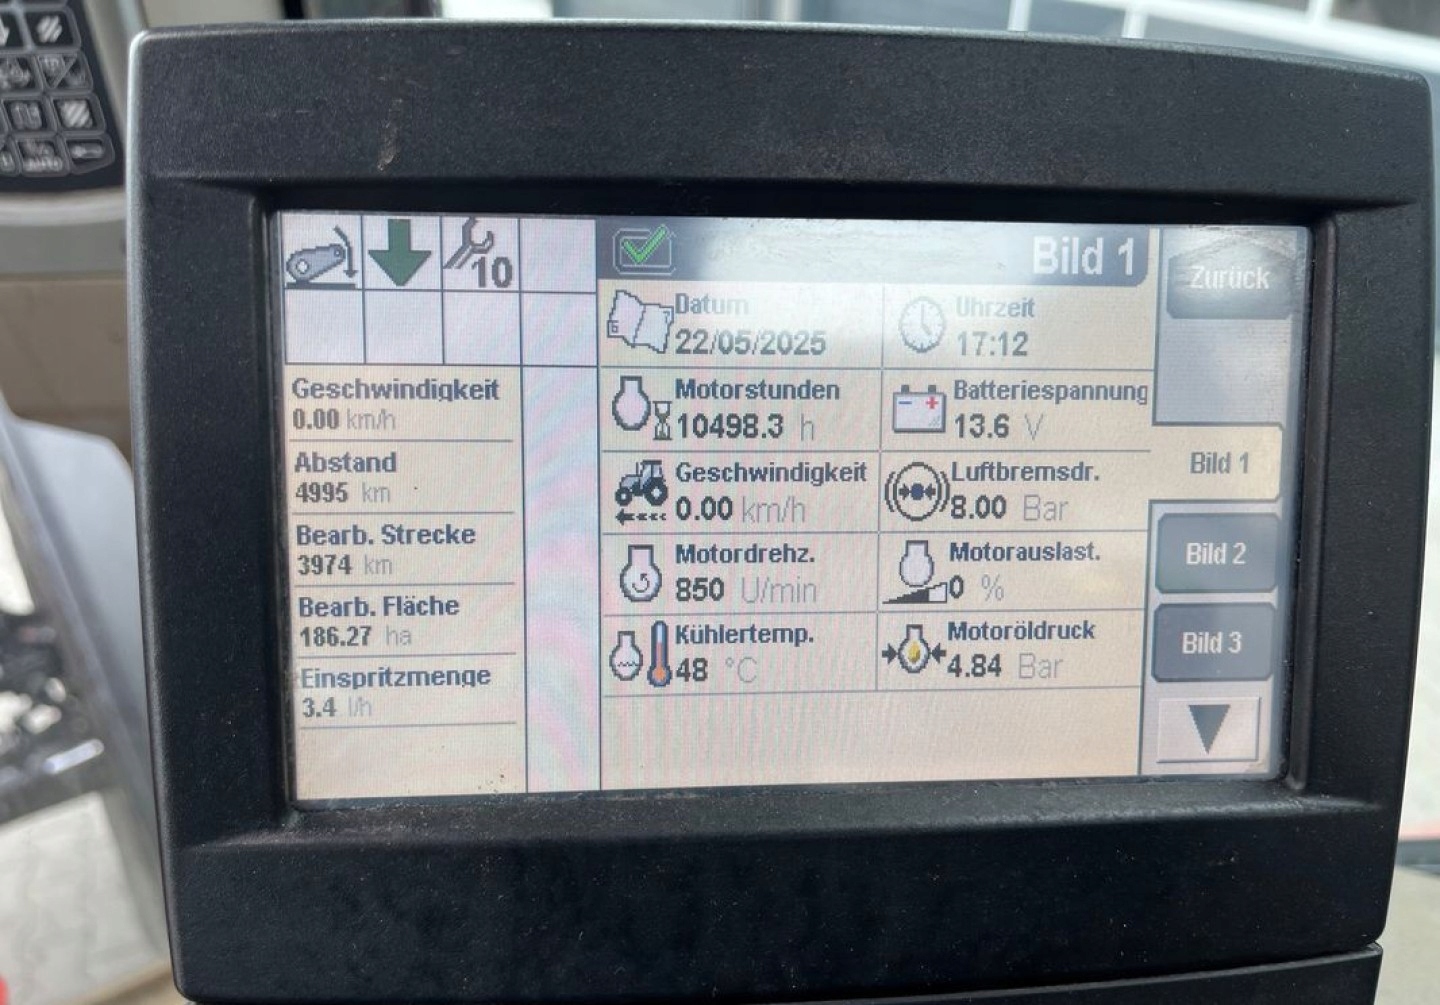 10
Bild 1
Zurück
Datum
22/05/2025
Uhrzeit
17:12
Geschwindigkeit
0.00 km/h
Motorstunden
10498.3 h
Batteriespannung
13.6 V
Abstand
4995 km
Geschwindigkeit
0.00 km/h
Luftbremsdr.
8.00 Bar
Bild 1
Bearb. Strecke
3974 km
Motordrehz.
850 U/min
Motorauslast.
0 %
Bild 2
Bearb. Fläche
186.27 ha
Kühlertemp.
48 °C
Motoröldruck
4.84 Bar
Bild 3
Einspritzmenge
3.4 l/h